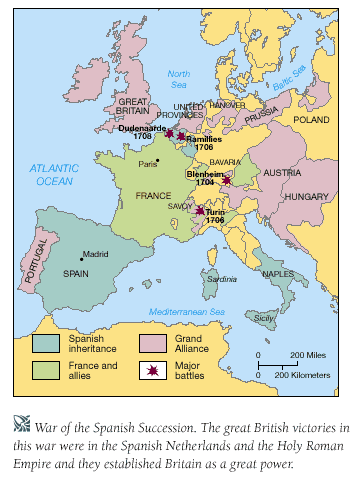 North
Sea
Baltic Sea
GREAT
BRITAIN
UNITED
PROVINCES
HANOVER
PRUSSIA
POLAND
Dudenaarde
1708
Ramillies
1706
ATLANTIC
OCEAN
Paris
BAVARIA
Blenheim
1704
AUSTRIA
FRANCE
HUNGARY
SAVOY
Turin
1706
PORTUGAL
Madrid
SPAIN
Sardinia
NAPLES
Mediterranean Sea
Sicily
Spanish
inheritance
Grand
Alliance
France and
allies
Major
battles
0 200 Miles
0 200 Kilometers
War of the Spanish Succession. The great British victories in
this war were in the Spanish Netherlands and the Holy Roman
Empire and they established Britain as a great power.